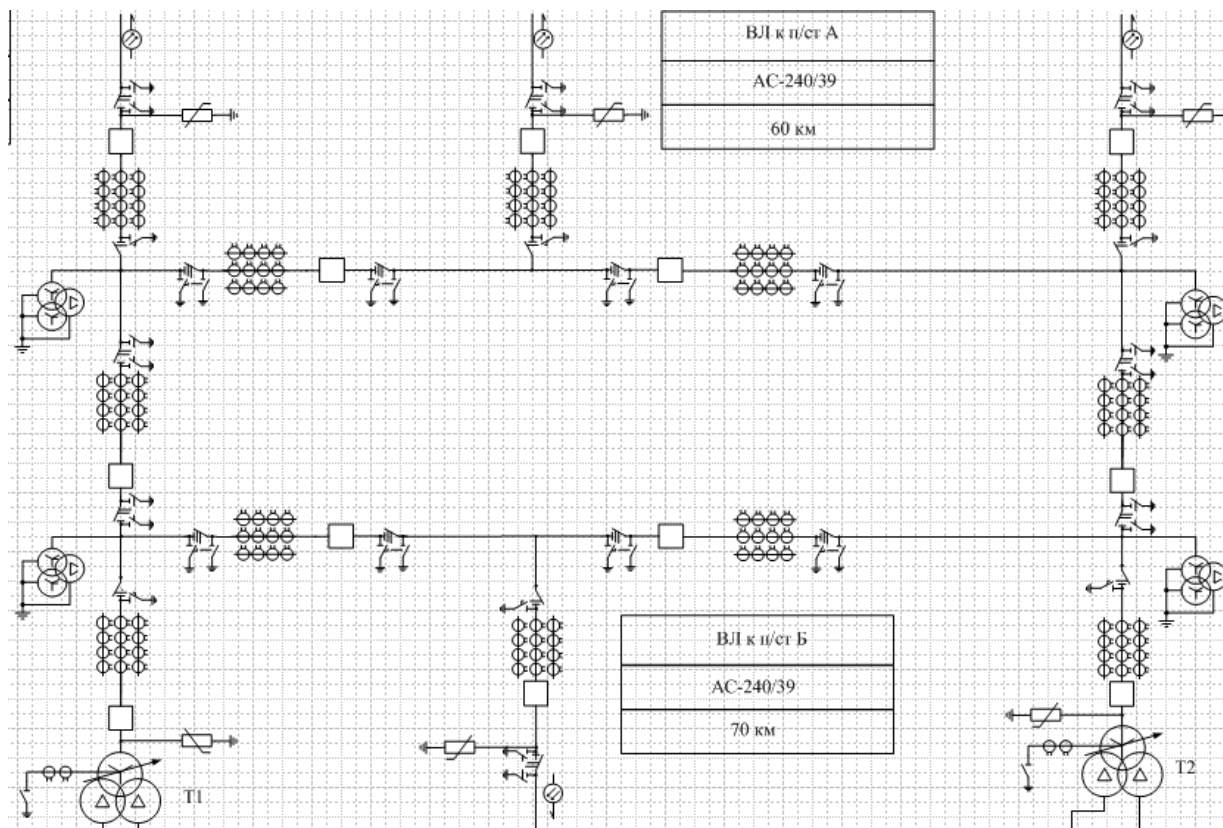 ВЛ к п/ст А
АС-240/39
60 км
ВЛ к п/ст Б
АС-240/39
70 км
Т1
Т2